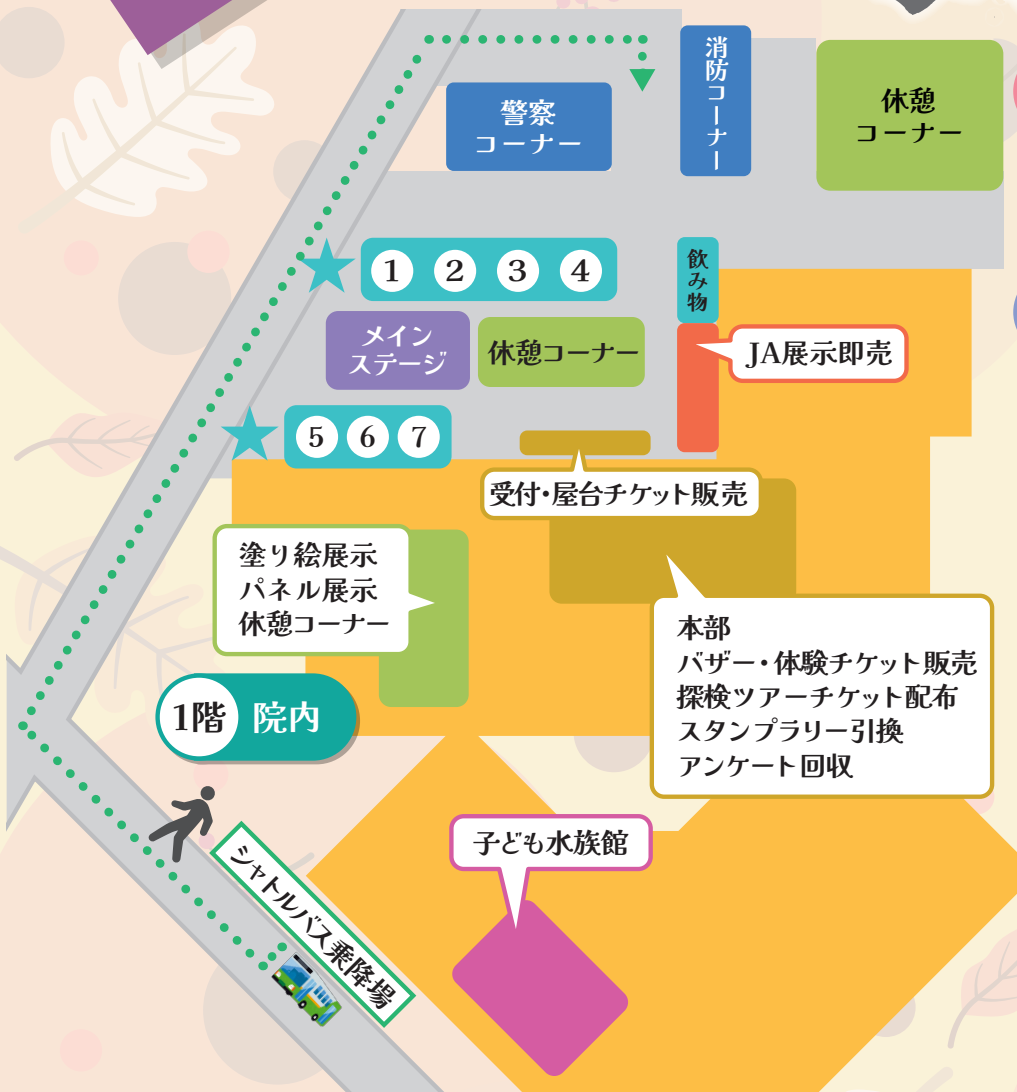 消防コーナー
警察
コーナー
休憩
コーナー
1 2 3 4
飲み物
メイン
ステージ
休憩コーナー
JA展示即売
5 6 7
受付・屋台チケット販売
塗り絵展示
パネル展示
休憩コーナー
本部
バザー・体験チケット販売
探検ツアーチケット配布
スタンプラリー引換
アンケート回収
1階 院内
子ども水族館
シャトルバス乗降場